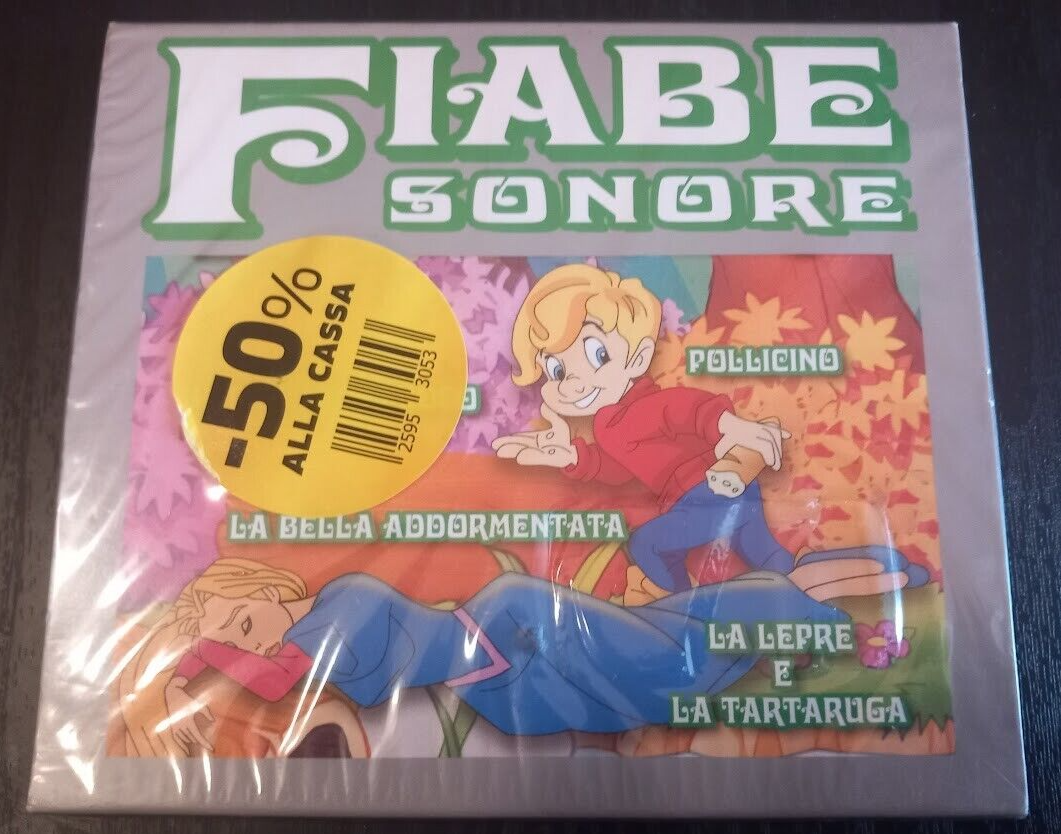 FIABE
SONORE
-50%
ALLA CASSA
2595 3053
POLLICINO
LA BELLA ADDORMENTATA
LA LEPRE
E
LA TARTARUGA